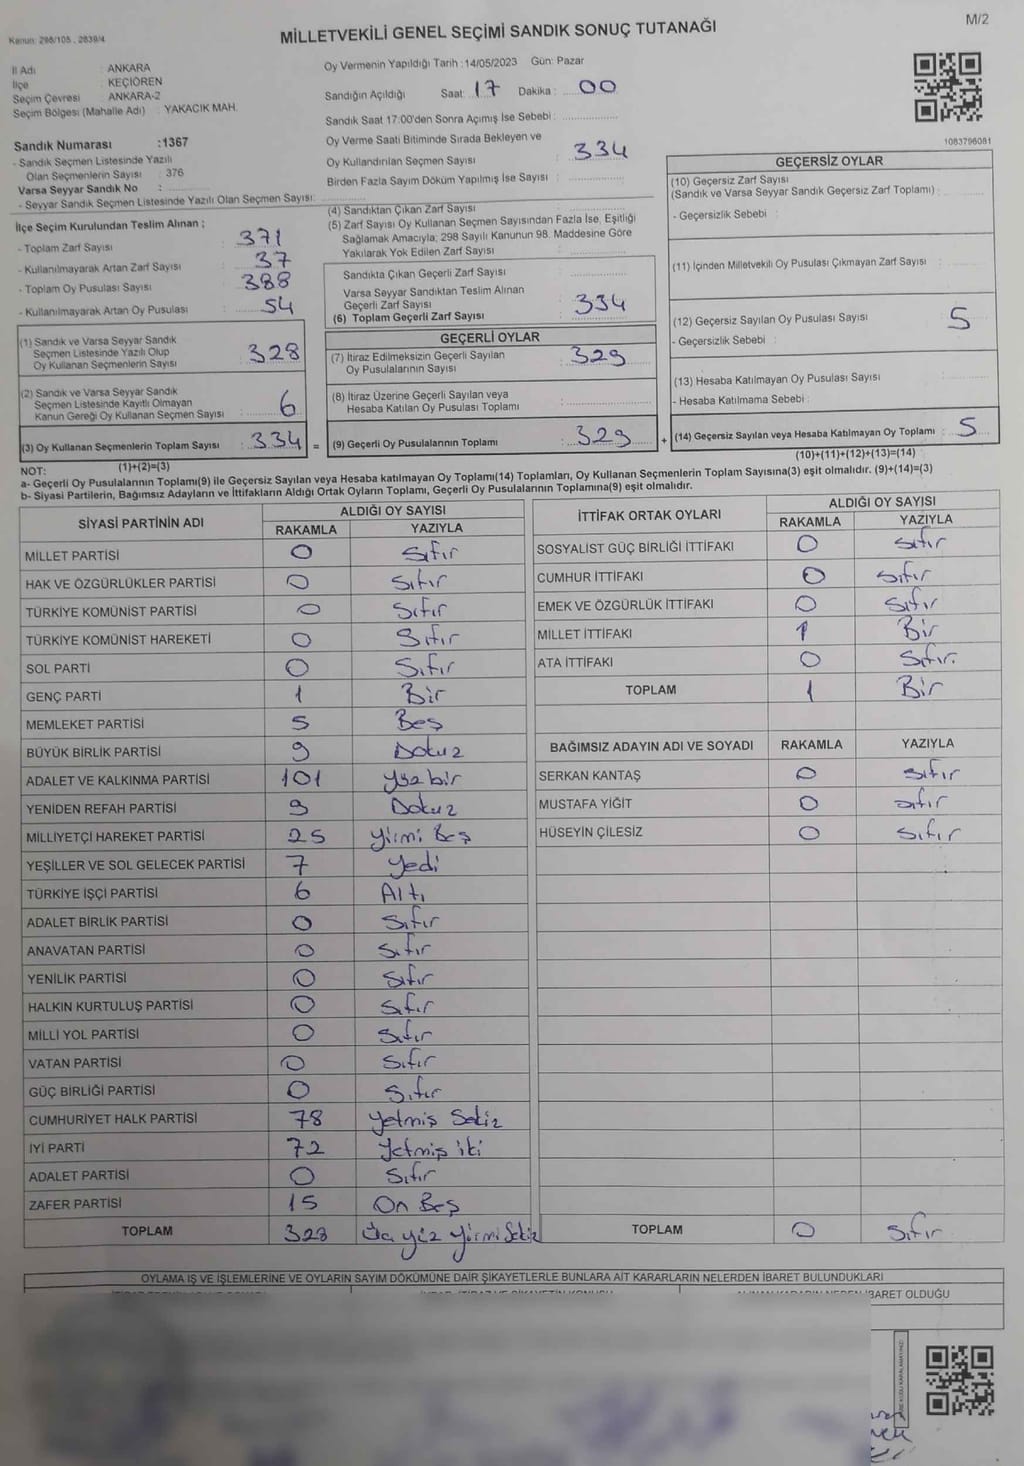 M/2
Kanun: 298/105 , 2839/4
MİLLETVEKİLİ GENEL SEÇİMİ SANDIK SONUÇ TUTANAĞI
İl Adı : ANKARA
İlçe : KEÇİÖREN
Seçim Çevresi : ANKARA-2
Seçim Bölgesi (Mahalle Adı) : YAKACIK MAH.
Sandık Numarası :1367
- Sandık Seçmen Listesinde Yazılı
Olan Seçmenlerin Sayısı : 376
Varsa Seyyar Sandık No :
- Seyyar Sandık Seçmen Listesinde Yazılı Olan Seçmen Sayısı:
Oy Vermenin Yapıldığı Tarih :14/05/2023 Gün: Pazar
Sandığın Açıldığı Saat: 17 Dakika : 00
Sandık Saat 17:00'den Sonra Açımış İse Sebebi :
Oy Verme Saati Bitiminde Sırada Bekleyen ve
Oy Kullandırılan Seçmen Sayısı : 334
Birden Fazla Sayım Döküm Yapılmış İse Sayısı :
1083796081
İlçe Seçim Kurulundan Teslim Alınan ;
- Toplam Zarf Sayısı : 371
- Kullanılmayarak Artan Zarf Sayısı : 37
- Toplam Oy Pusulası Sayısı : 388
- Kullanılmayarak Artan Oy Pusulası : 54
(1) Sandık ve Varsa Seyyar Sandık
Seçmen Listesinde Yazılı Olup
Oy Kullanan Seçmenlerin Sayısı : 328
(2) Sandık ve Varsa Seyyar Sandık
Seçmen Listesinde Kayıtlı Olmayan
Kanun Gereği Oy Kullanan Seçmen Sayısı : 6
(3) Oy Kullanan Seçmenlerin Toplam Sayısı : 334 =
(4) Sandıktan Çıkan Zarf Sayısı
(5) Zarf Sayısı Oy Kullanan Seçmen Sayısından Fazla İse, Eşitliği
Sağlamak Amacıyla, 298 Sayılı Kanunun 98. Maddesine Göre
Yakılarak Yok Edilen Zarf Sayısı :
Sandıkta Çıkan Geçerli Zarf Sayısı :
Varsa Seyyar Sandıktan Teslim Alınan
Geçerli Zarf Sayısı :
(6) Toplam Geçerli Zarf Sayısı : 334
GEÇERLİ OYLAR
(7) İtiraz Edilmeksizin Geçerli Sayılan
Oy Pusulalarının Sayısı : 329
(8) İtiraz Üzerine Geçerli Sayılan veya
Hesaba Katılan Oy Pusulası Toplamı :
(9) Geçerli Oy Pusulalarının Toplamı : 329 +
GEÇERSİZ OYLAR
(10) Geçersiz Zarf Sayısı
(Sandık ve Varsa Seyyar Sandık Geçersiz Zarf Toplamı) :
- Geçersizlik Sebebi :
(11) İçinden Milletvekili Oy Pusulası Çıkmayan Zarf Sayısı :
(12) Geçersiz Sayılan Oy Pusulası Sayısı : 5
- Geçersizlik Sebebi :
(13) Hesaba Katılmayan Oy Pusulası Sayısı :
- Hesaba Katılmama Sebebi :
(14) Geçersiz Sayılan veya Hesaba Katılmayan Oy Toplamı : 5
(10)+(11)+(12)+(13)=(14)
NOT: (1)+(2)=(3)
a- Geçerli Oy Pusulalarının Toplamı(9) ile Geçersiz Sayılan veya Hesaba katılmayan Oy Toplamı(14) Toplamları, Oy Kullanan Seçmenlerin Toplam Sayısına(3) eşit olmalıdır. (9)+(14)=(3)
b- Siyasi Partilerin, Bağımsız Adayların ve İttifakların Aldığı Ortak Oyların Toplamı, Geçerli Oy Pusulalarının Toplamına(9) eşit olmalıdır.
SİYASİ PARTİNİN ADI ALDIĞI OY SAYISI
RAKAMLA YAZIYLA
MİLLET PARTİSİ 0 Sıfır
HAK VE ÖZGÜRLÜKLER PARTİSİ 0 Sıfır
TÜRKİYE KOMÜNİST PARTİSİ 0 Sıfır
TÜRKİYE KOMÜNİST HAREKETİ 0 Sıfır
SOL PARTİ 0 Sıfır
GENÇ PARTİ 1 Bir
MEMLEKET PARTİSİ 5 Beş
BÜYÜK BİRLİK PARTİSİ 9 Dokuz
ADALET VE KALKINMA PARTİSİ 101 yüz bir
YENİDEN REFAH PARTİSİ 9 Dokuz
MİLLİYETÇİ HAREKET PARTİSİ 25 yirmi Beş
YEŞİLLER VE SOL GELECEK PARTİSİ 7 yedi
TÜRKİYE İŞÇİ PARTİSİ 6 Altı
ADALET BİRLİK PARTİSİ 0 Sıfır
ANAVATAN PARTİSİ 0 Sıfır
YENİLİK PARTİSİ 0 Sıfır
HALKIN KURTULUŞ PARTİSİ 0 Sıfır
MİLLİ YOL PARTİSİ 0 Sıfır
VATAN PARTİSİ 0 Sıfır
GÜÇ BİRLİĞİ PARTİSİ 0 Sıfır
CUMHURİYET HALK PARTİSİ 78 yetmiş Sekiz
İYİ PARTİ 72 yetmiş iki
ADALET PARTİSİ 0 Sıfır
ZAFER PARTİSİ 15 On Beş
TOPLAM 328 Üç yüz yirmi Sekiz
İTTİFAK ORTAK OYLARI ALDIĞI OY SAYISI
RAKAMLA YAZIYLA
SOSYALİST GÜÇ BİRLİĞİ İTTİFAKI 0 Sıfır
CUMHUR İTTİFAKI 0 Sıfır
EMEK VE ÖZGÜRLÜK İTTİFAKI 0 Sıfır
MİLLET İTTİFAKI 1 Bir
ATA İTTİFAKI 0 Sıfır.
TOPLAM 1 Bir
BAĞIMSIZ ADAYIN ADI VE SOYADI RAKAMLA YAZIYLA
SERKAN KANTAŞ 0 Sıfır
MUSTAFA YİĞİT 0 Sıfır
HÜSEYİN ÇİLESİZ 0 Sıfır
TOPLAM 0 Sıfır
OYLAMA İŞ VE İŞLEMLERİNE VE OYLARIN SAYIM DÖKÜMÜNE DAİR ŞİKAYETLERLE BUNLARA AİT KARARLARIN NELERDEN İBARET BULUNDUKLARI
İBARET OLDUĞU